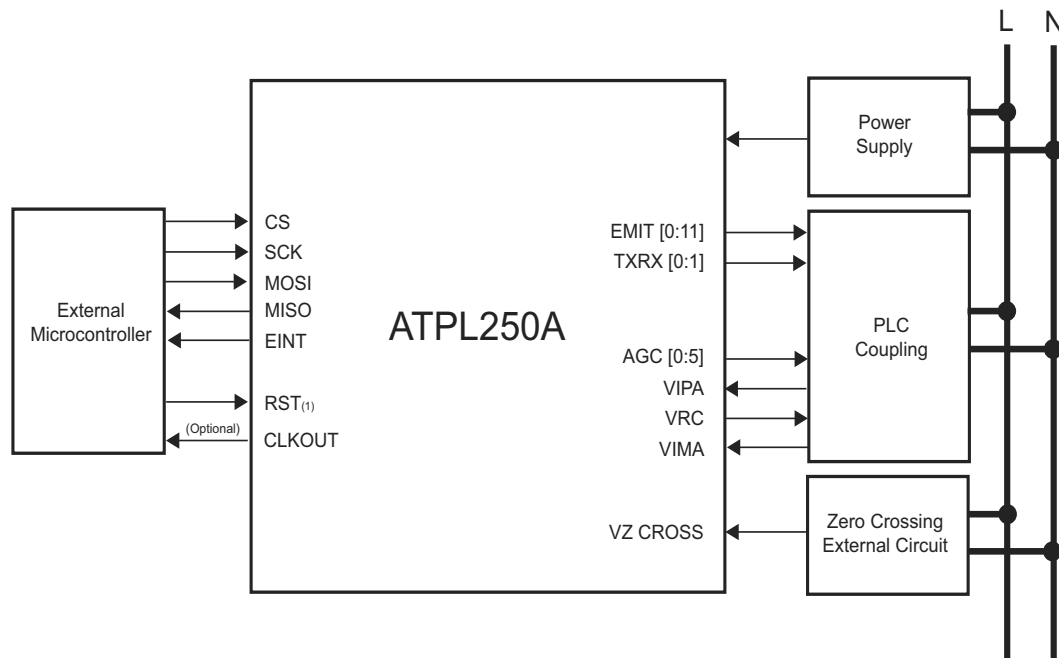 L N
Power
Supply
CS
SCK
MOSI
MISO
EINT
RST(1)
(Optional)
CLKOUT
External
Microcontroller
ATPL250A
EMIT [0:11]
TXRX [0:1]
AGC [0:5]
VIPA
VRC
VIMA
VZ CROSS
PLC
Coupling
Zero Crossing
External Circuit